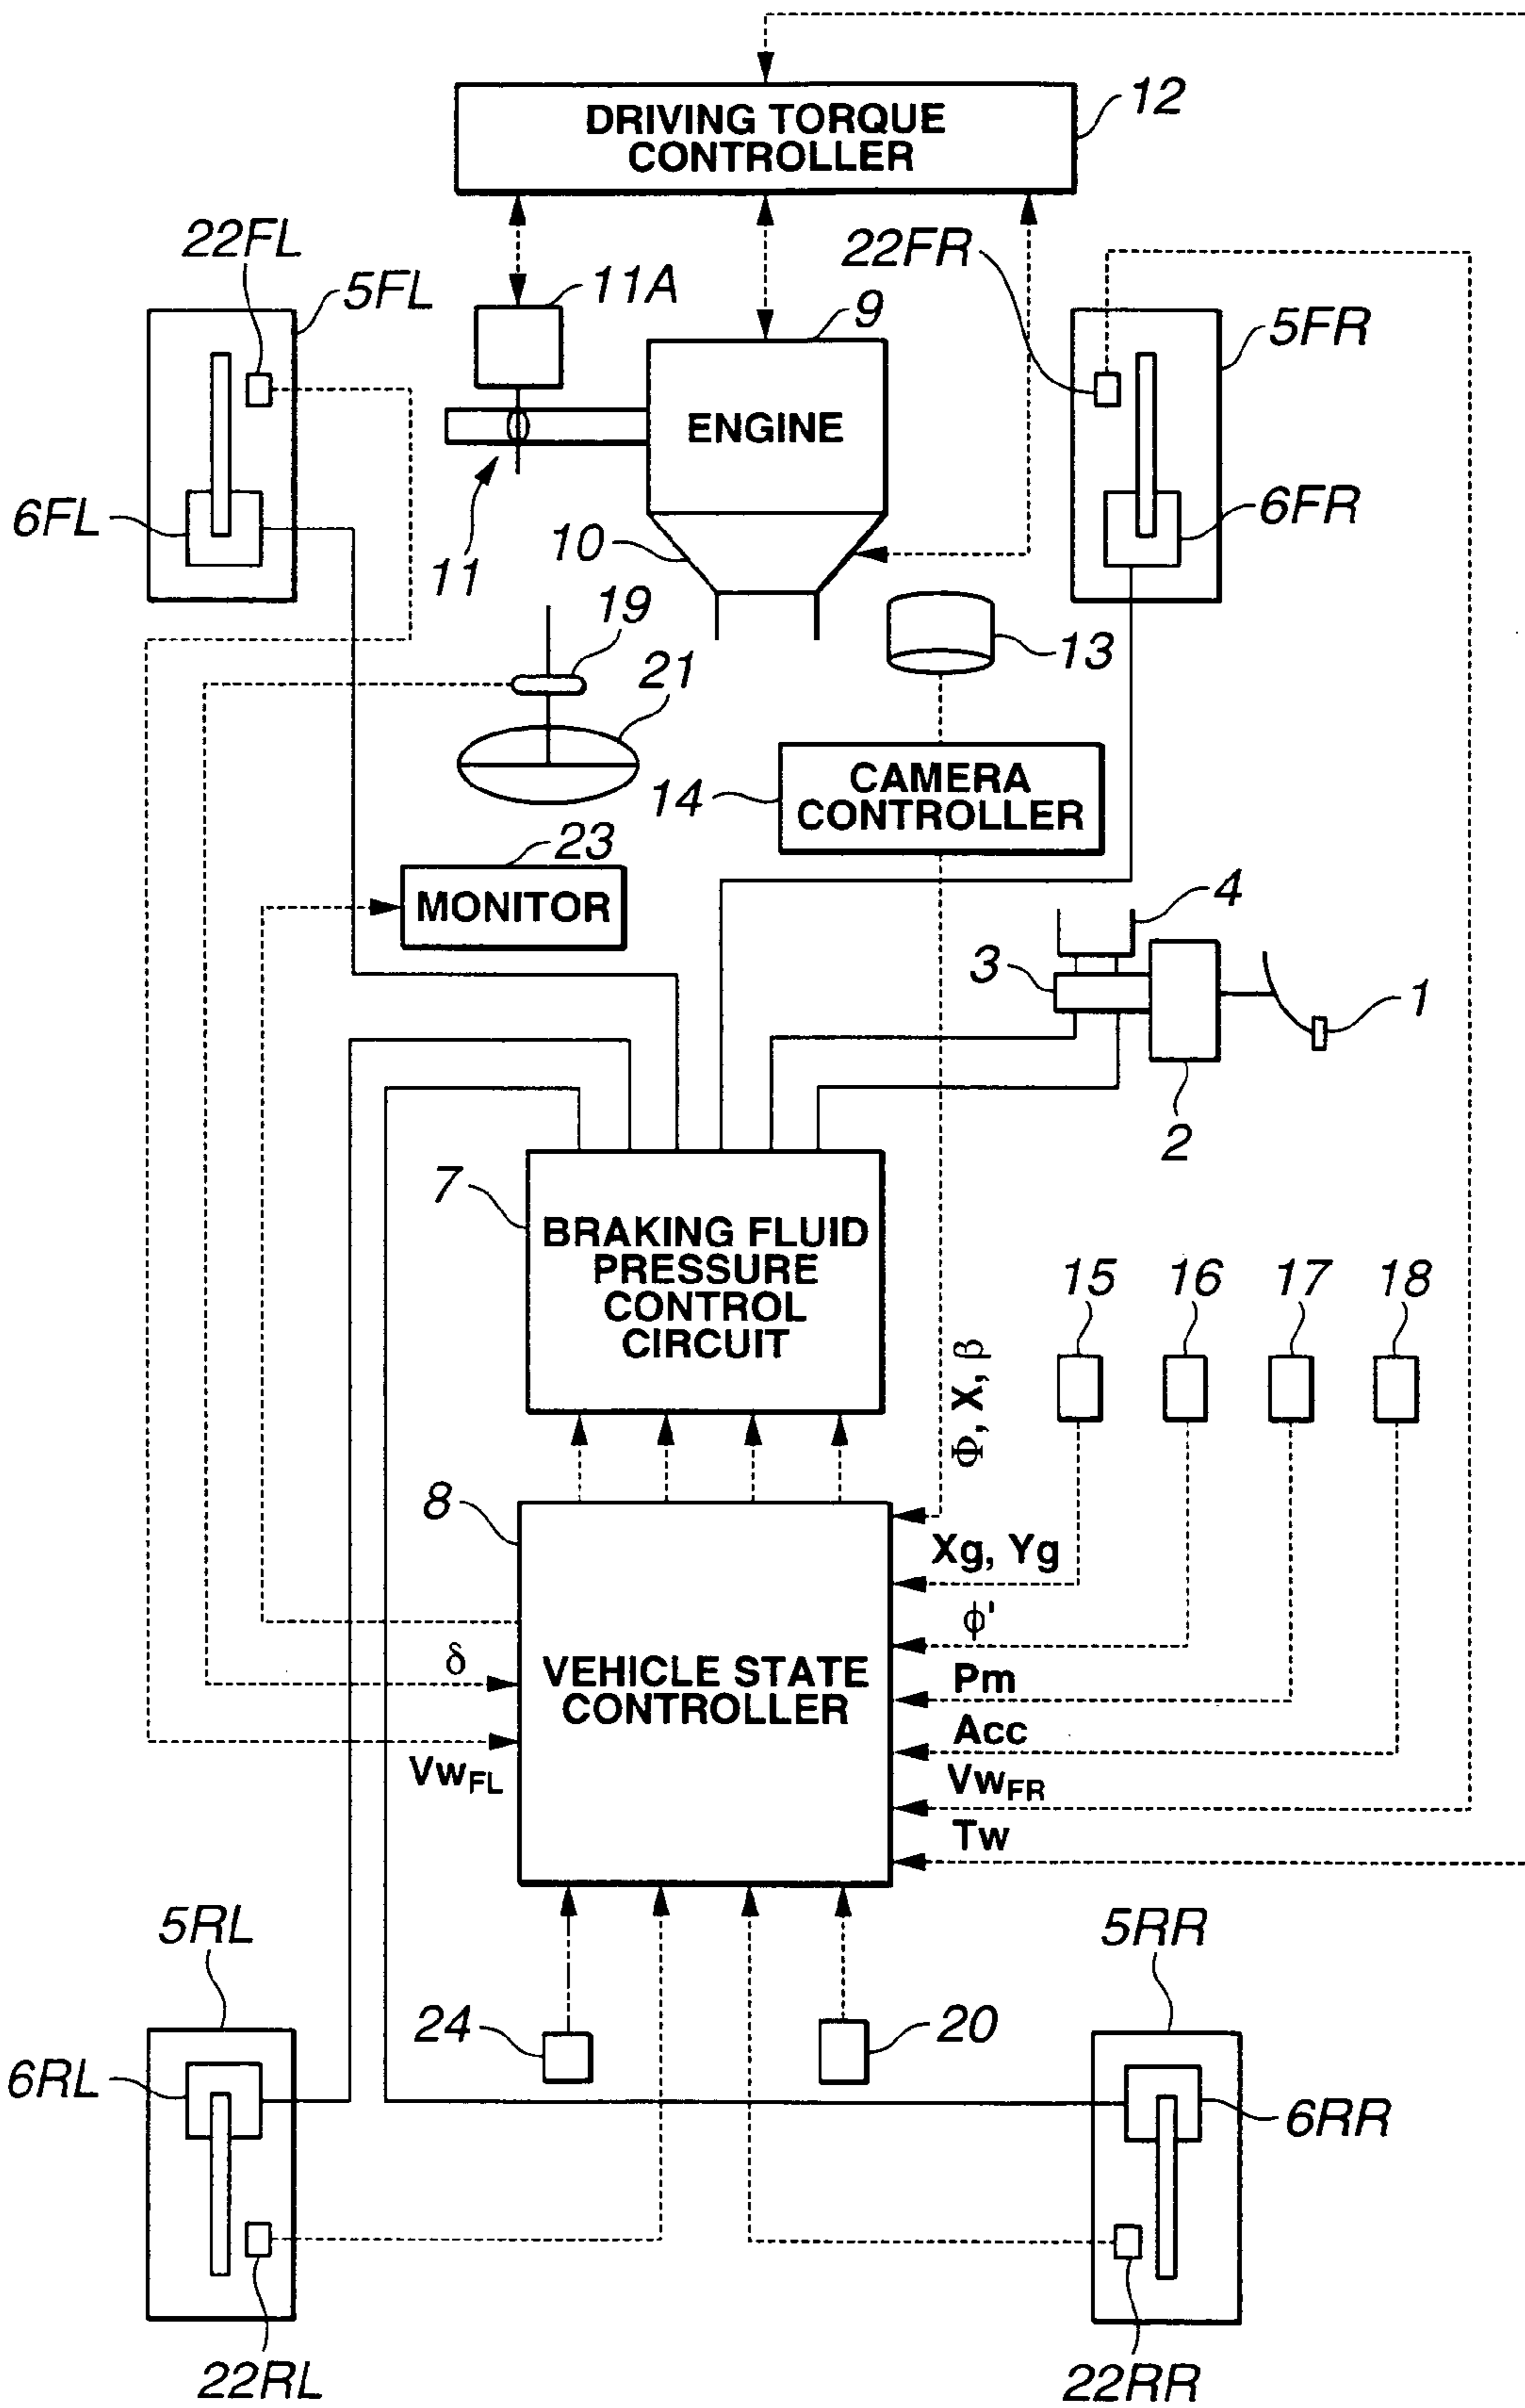 DRIVING TORQUE
CONTROLLER
12
22FL
5FL
11A
9
22FR
5FR
ENGINE
6FL
11
10
6FR
19
21
13
14
CAMERA
CONTROLLER
23
MONITOR
4
3
1
2
7
BRAKING FLUID
PRESSURE
CONTROL
CIRCUIT
15
16
17
18
Φ, X, β
8
Xg, Yg
ϕ'
δ
VEHICLE STATE
CONTROLLER
Pm
Acc
VwFL
VwFR
Tw
5RL
5RR
24
20
6RL
6RR
22RL
22RR